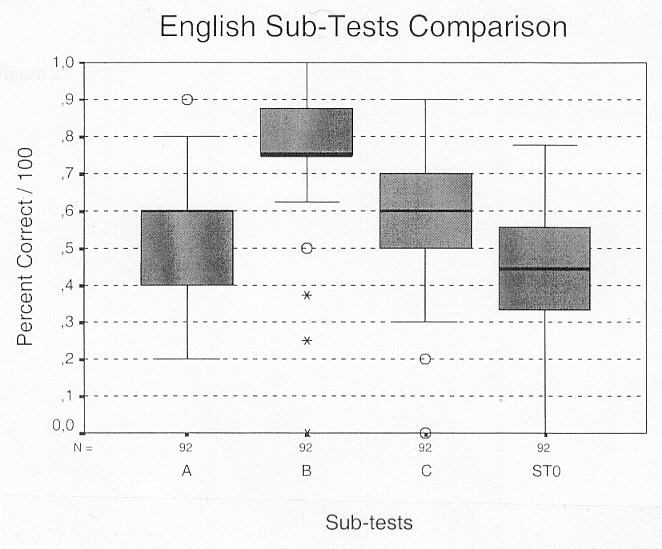 English Sub-Tests Comparison
Percent Correct / 100
1,0
,9
,8
,7
,6
,5
,4
,3
,2
,1
0,0
N = 92 92 92 92
A B C ST0
Sub-tests